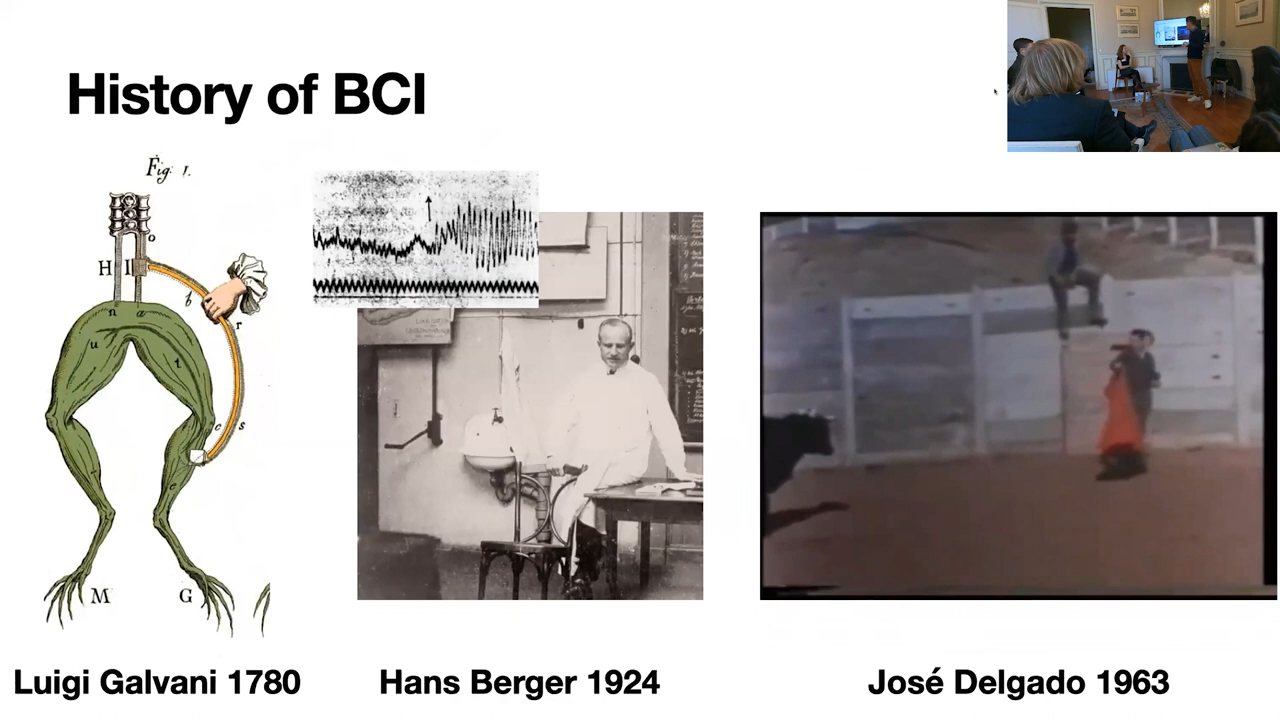 History of BCI
Fig. 1.
o
H I
b
r
n a
u
t
c s
e
M G
Luigi Galvani 1780
Hans Berger 1924
José Delgado 1963